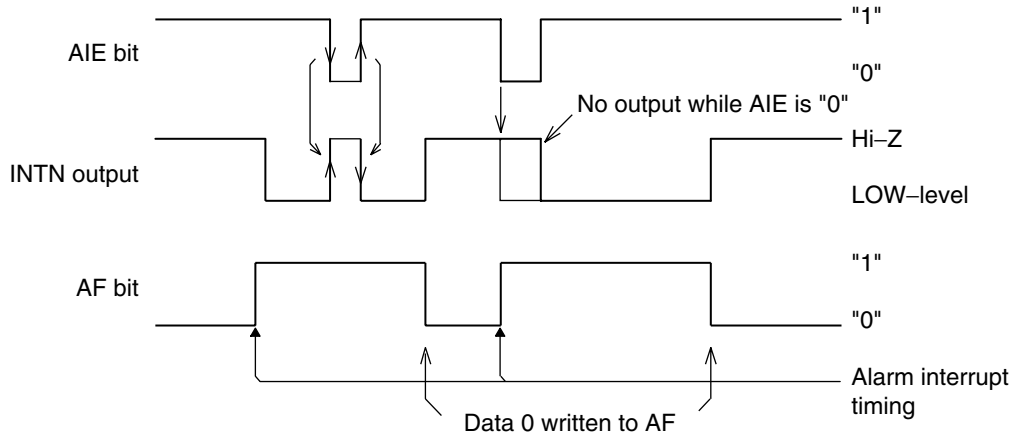 "1"
AIE bit
"0"
No output while AIE is "0"
Hi–Z
INTN output
LOW–level
"1"
AF bit
"0"
Alarm interrupt
timing
Data 0 written to AF